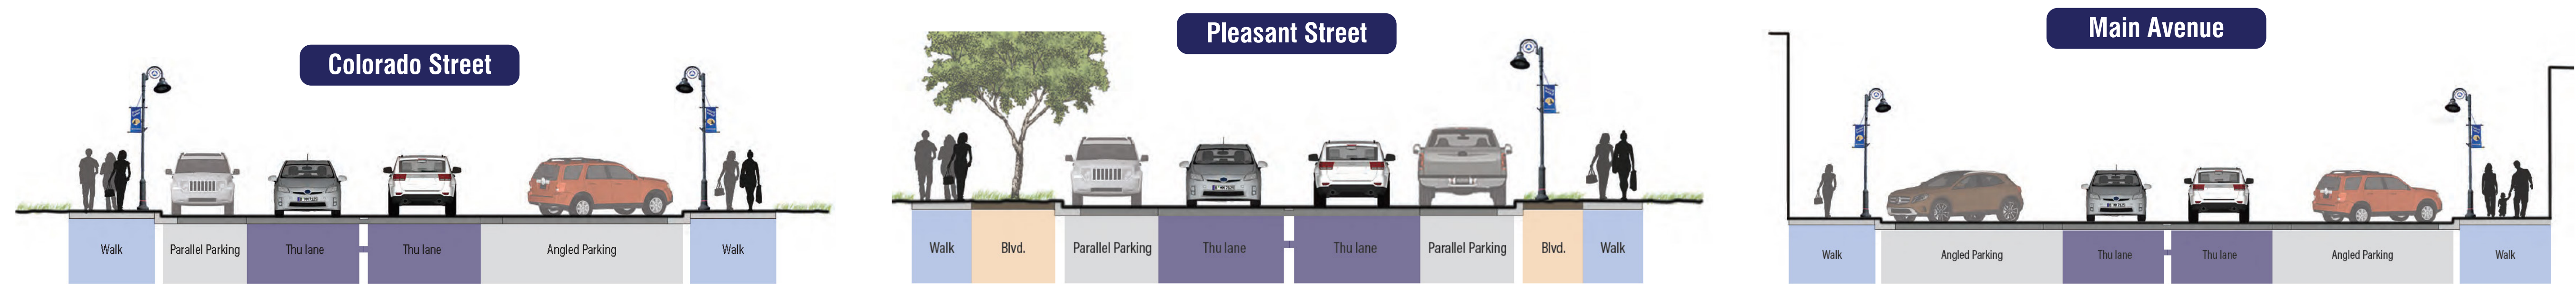 Colorado Street
Walk
Parallel Parking
Thu lane
Thu lane
Angled Parking
Walk
Pleasant Street
Walk
Blvd.
Parallel Parking
Thu lane
Thu lane
Parallel Parking
Blvd.
Walk
Main Avenue
Walk
Angled Parking
Thu lane
Thu lane
Angled Parking
Walk